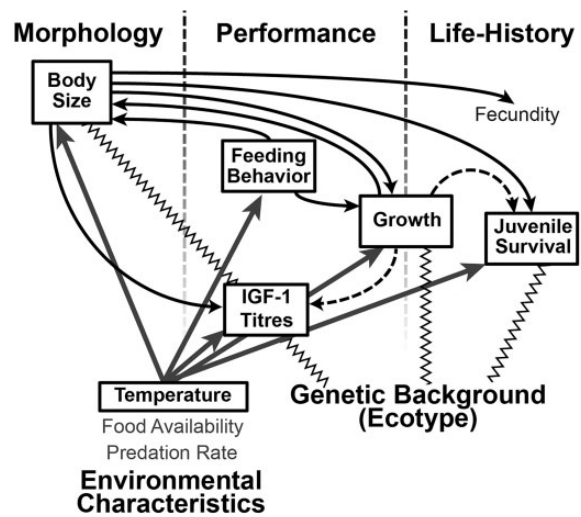 Morphology
Performance
Life-History
Body
Size
Fecundity
Feeding
Behavior
Growth
Juvenile
Survival
IGF-1
Titres
Temperature
Food Availability
Predation Rate
Genetic Background
(Ecotype)
Environmental
Characteristics